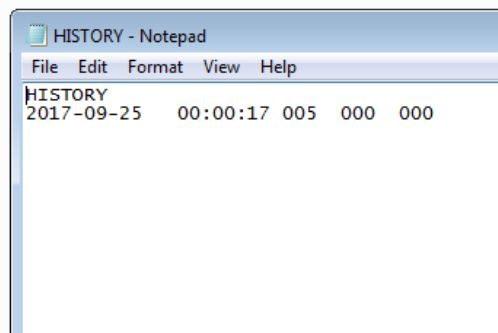 HISTORY - Notepad
File Edit Format View Help
HISTORY
2017-09-25   00:00:17 005  000  000